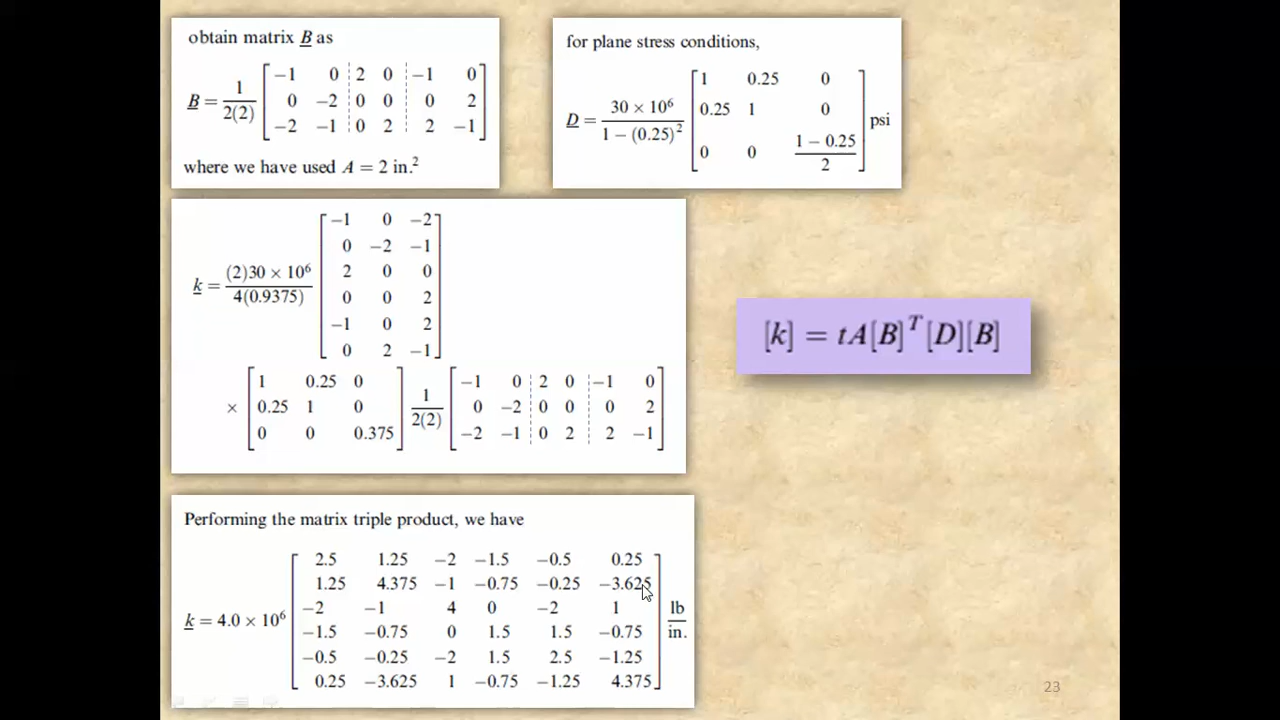 obtain matrix B as
B = 1/2(2) [ −1 0 2 0 −1 0
0 −2 0 0 0 2
−2 −1 0 2 2 −1 ]
where we have used A = 2 in.²
for plane stress conditions,
D = 30 × 10⁶ / 1 − (0.25)² [ 1 0.25 0
0.25 1 0
0 0 1 − 0.25 / 2 ] psi
k = (2)30 × 10⁶ / 4(0.9375) [ −1 0 −2
0 −2 −1
2 0 0
0 0 2
−1 0 2
0 2 −1 ]
× [ 1 0.25 0
0.25 1 0
0 0 0.375 ] 1/2(2) [ −1 0 2 0 −1 0
0 −2 0 0 0 2
−2 −1 0 2 2 −1 ]
[k] = tA[B]ᵀ[D][B]
Performing the matrix triple product, we have
k = 4.0 × 10⁶ [ 2.5 1.25 −2 −1.5 −0.5 0.25
1.25 4.375 −1 −0.75 −0.25 −3.625
−2 −1 4 0 −2 1
−1.5 −0.75 0 1.5 1.5 −0.75
−0.5 −0.25 −2 1.5 2.5 −1.25
0.25 −3.625 1 −0.75 −1.25 4.375 ] lb/in.
23